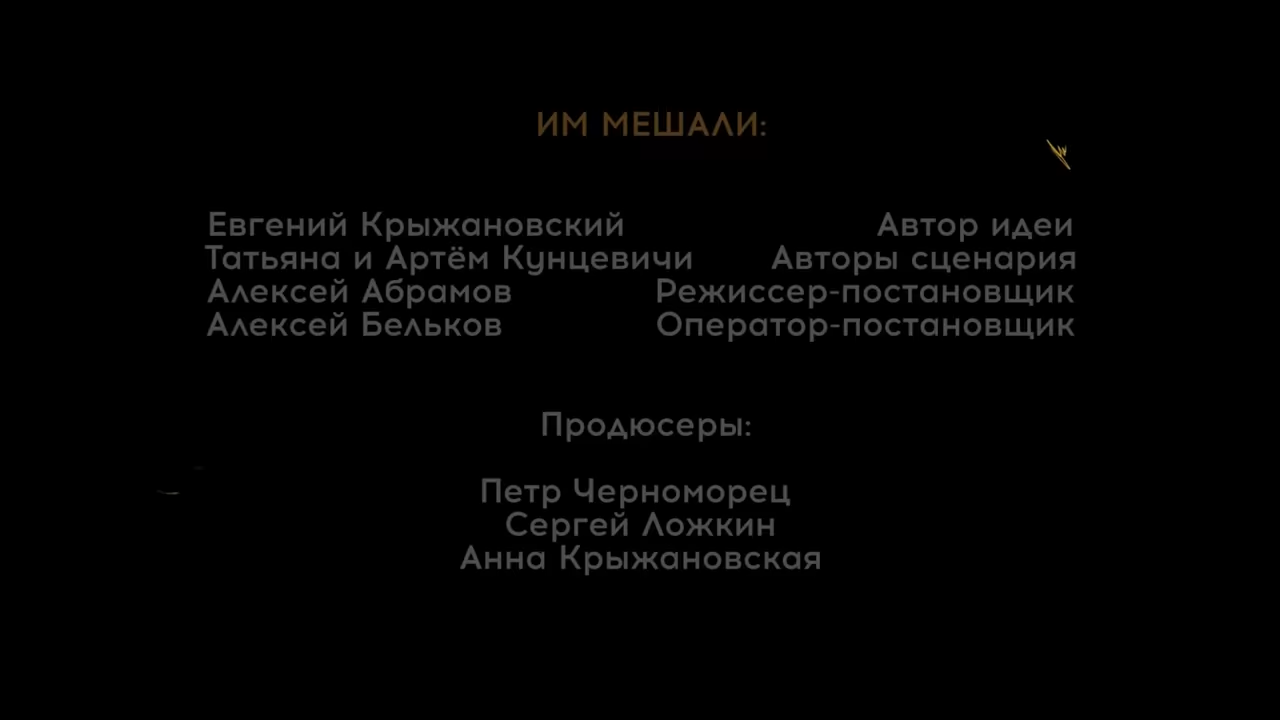 ИМ МЕШАЛИ:
Евгений Крыжановский Автор идеи
Татьяна и Артём Кунцевичи Авторы сценария
Алексей Абрамов Режиссер-постановщик
Алексей Бельков Оператор-постановщик
Продюсеры:
Петр Черноморец
Сергей Ложкин
Анна Крыжановская